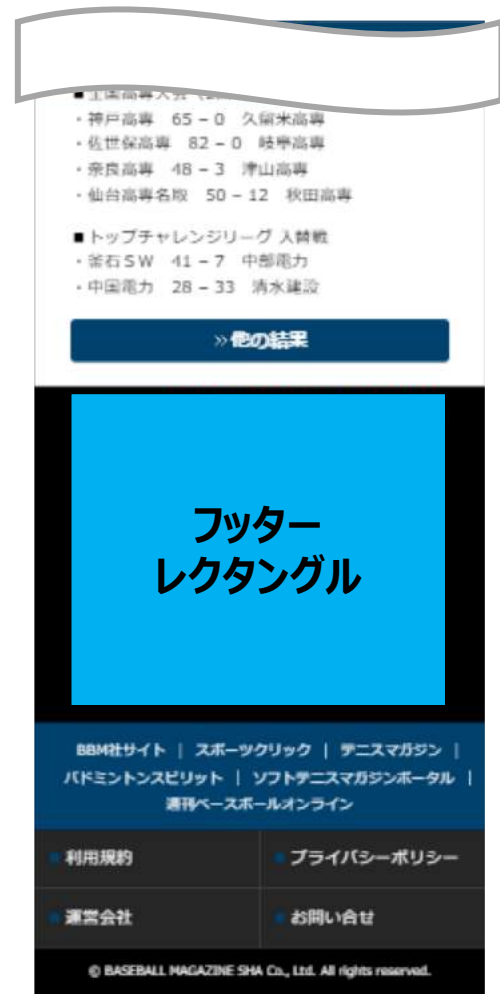 ・神戸高専　65 – 0　久留米高専
・佐世保高専　82 – 0　岐阜高専
・奈良高専　48 – 3　津山高専
・仙台高専名取　50 – 12　秋田高専
■トップチャレンジリーグ 入替戦
・釜石ＳＷ　41 – 7　中部電力
・中国電力　28 – 33　清水建設
»他の結果
フッター
レクタングル
BBM社サイト ｜ スポーツクリック ｜ テニスマガジン ｜
バドミントンスピリット ｜ ソフトテニスマガジンポータル ｜
週刊ベースボールオンライン
利用規約
プライバシーポリシー
運営会社
お問い合せ
© BASEBALL MAGAZINE SHA Co., Ltd. All rights reserved.